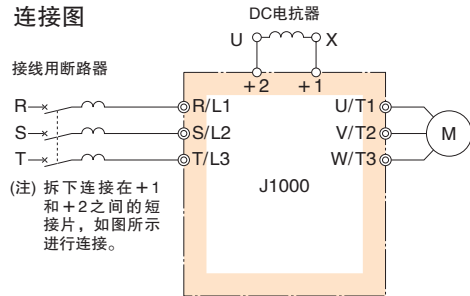 连接图
DC电抗器
U X
接线用断路器
+2 +1
R R/L1 U/T1
S S/L2 V/T2 M
T T/L3 W/T3
J1000
(注) 拆下连接在+1
和+2之间的短
接片，如图所示
进行连接。